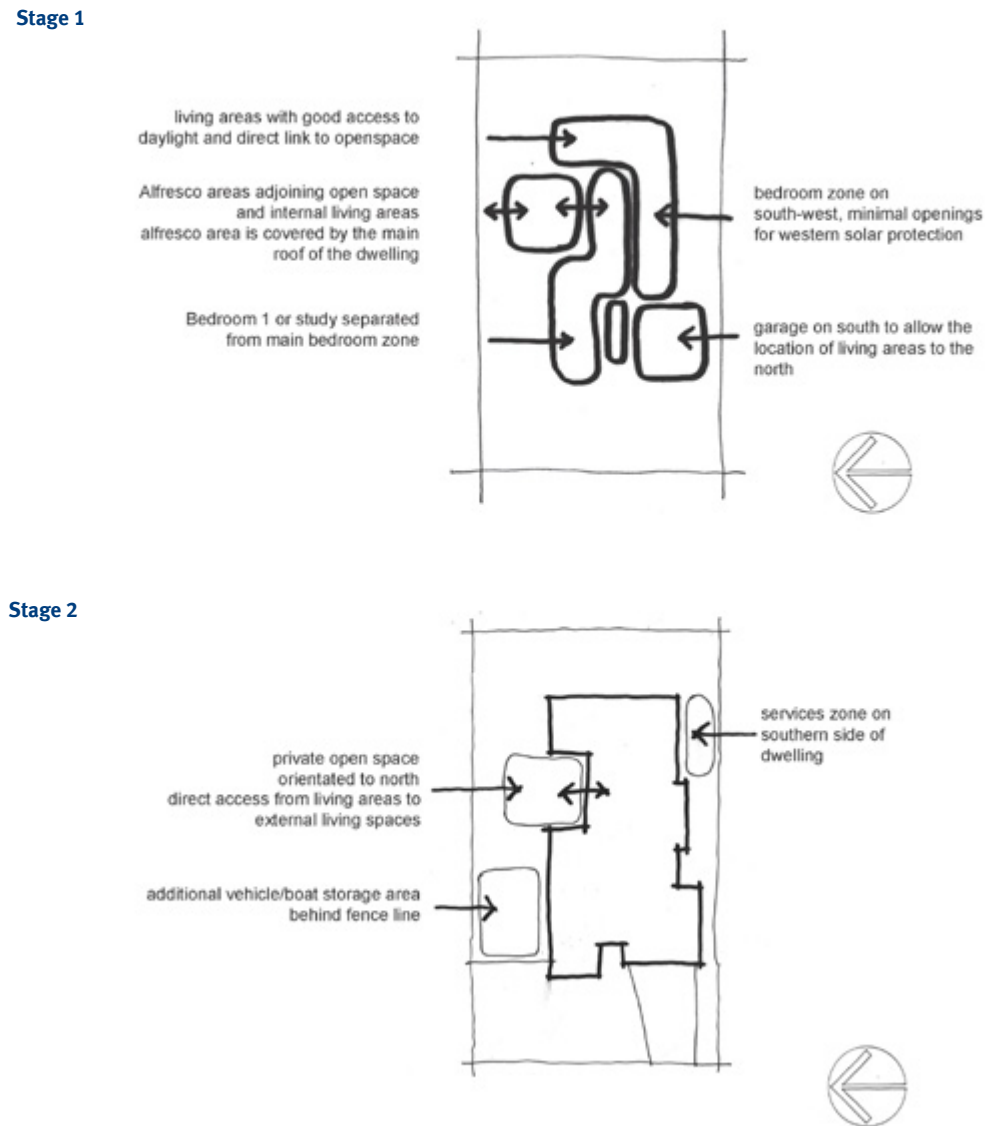 Stage 1
living areas with good access to
daylight and direct link to openspace
Alfresco areas adjoining open space
and internal living areas
alfresco area is covered by the main
roof of the dwelling
Bedroom 1 or study separated
from main bedroom zone
bedroom zone on
south-west, minimal openings
for western solar protection
garage on south to allow the
location of living areas to the
north
Stage 2
private open space
orientated to north
direct access from living areas to
external living spaces
additional vehicle/boat storage area
behind fence line
services zone on
southern side of
dwelling